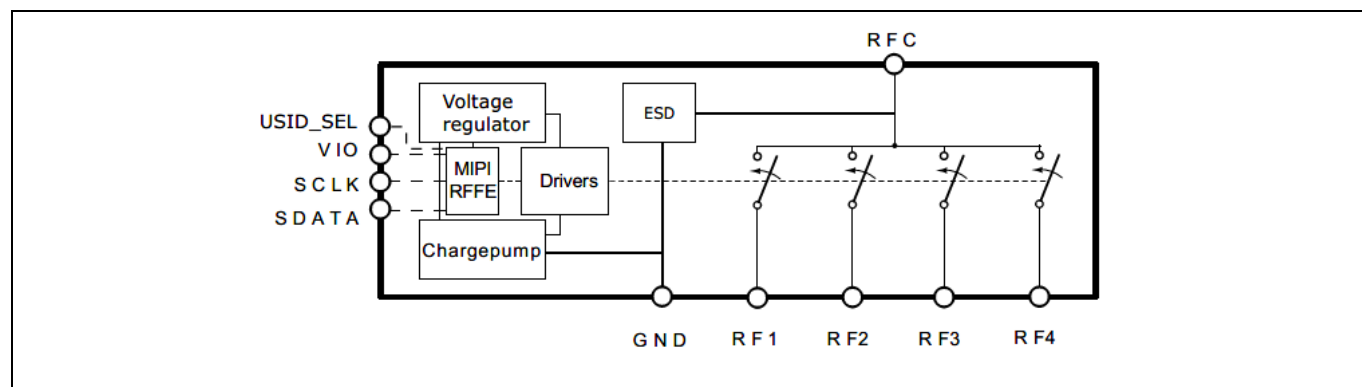 RFC
Voltage
regulator
ESD
USID_SEL
VIO
MIPI
RFFE
Drivers
SCLK
SDATA
Chargepump
GND
RF1
RF2
RF3
RF4